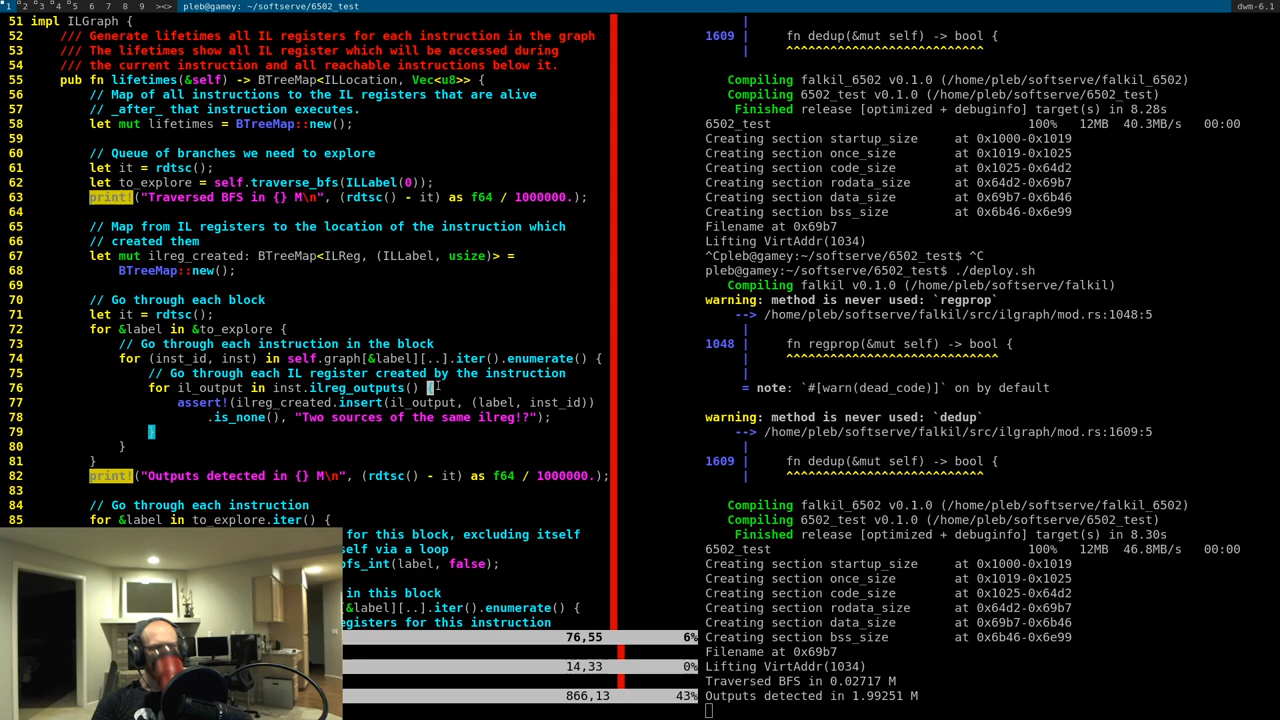 1 2 3 4 5 6 7 8 9 ><> pleb@gamey: ~/softserve/6502_test dwm-6.1
51 impl ILGraph {
52 /// Generate lifetimes all IL registers for each instruction in the graph
53 /// The lifetimes show all IL register which will be accessed during
54 /// the current instruction and all reachable instructions below it.
55 pub fn lifetimes(&self) -> BTreeMap<ILLocation, Vec<u8>> {
56 // Map of all instructions to the IL registers that are alive
57 // _after_ that instruction executes.
58 let mut lifetimes = BTreeMap::new();
59
60 // Queue of branches we need to explore
61 let it = rdtsc();
62 let to_explore = self.traverse_bfs(ILLabel(0));
63 print!("Traversed BFS in {} M\n", (rdtsc() - it) as f64 / 1000000.);
64
65 // Map from IL registers to the location of the instruction which
66 // created them
67 let mut ilreg_created: BTreeMap<ILReg, (ILLabel, usize)> =
68 BTreeMap::new();
69
70 // Go through each block
71 let it = rdtsc();
72 for &label in &to_explore {
73 // Go through each instruction in the block
74 for (inst_id, inst) in self.graph[&label][..].iter().enumerate() {
75 // Go through each IL register created by the instruction
76 for il_output in inst.ilreg_outputs() {
77 assert!(ilreg_created.insert(il_output, (label, inst_id))
78 .is_none(), "Two sources of the same ilreg!?");
79 }
80 }
81 }
82 print!("Outputs detected in {} M\n", (rdtsc() - it) as f64 / 1000000.);
83
84 // Go through each instruction
85 for &label in to_explore.iter() {
for this block, excluding itself
self via a loop
bfs_int(label, false);
in this block
&label][..].iter().enumerate() {
egisters for this instruction
76,55 6%
14,33 0%
866,13 43%
|
1609 | fn dedup(&mut self) -> bool {
| ^^^^^^^^^^^^^^^^^^^^^^^^^^^
Compiling falkil_6502 v0.1.0 (/home/pleb/softserve/falkil_6502)
Compiling 6502_test v0.1.0 (/home/pleb/softserve/6502_test)
Finished release [optimized + debuginfo] target(s) in 8.28s
6502_test 100% 12MB 40.3MB/s 00:00
Creating section startup_size at 0x1000-0x1019
Creating section once_size at 0x1019-0x1025
Creating section code_size at 0x1025-0x64d2
Creating section rodata_size at 0x64d2-0x69b7
Creating section data_size at 0x69b7-0x6b46
Creating section bss_size at 0x6b46-0x6e99
Filename at 0x69b7
Lifting VirtAddr(1034)
^Cpleb@gamey:~/softserve/6502_test$ ^C
pleb@gamey:~/softserve/6502_test$ ./deploy.sh
Compiling falkil v0.1.0 (/home/pleb/softserve/falkil)
warning: method is never used: `regprop`
--> /home/pleb/softserve/falkil/src/ilgraph/mod.rs:1048:5
|
1048 | fn regprop(&mut self) -> bool {
| ^^^^^^^^^^^^^^^^^^^^^^^^^^^^^
|
= note: `#[warn(dead_code)]` on by default
warning: method is never used: `dedup`
--> /home/pleb/softserve/falkil/src/ilgraph/mod.rs:1609:5
|
1609 | fn dedup(&mut self) -> bool {
| ^^^^^^^^^^^^^^^^^^^^^^^^^^^
Compiling falkil_6502 v0.1.0 (/home/pleb/softserve/falkil_6502)
Compiling 6502_test v0.1.0 (/home/pleb/softserve/6502_test)
Finished release [optimized + debuginfo] target(s) in 8.30s
6502_test 100% 12MB 46.8MB/s 00:00
Creating section startup_size at 0x1000-0x1019
Creating section once_size at 0x1019-0x1025
Creating section code_size at 0x1025-0x64d2
Creating section rodata_size at 0x64d2-0x69b7
Creating section data_size at 0x69b7-0x6b46
Creating section bss_size at 0x6b46-0x6e99
Filename at 0x69b7
Lifting VirtAddr(1034)
Traversed BFS in 0.02717 M
Outputs detected in 1.99251 M